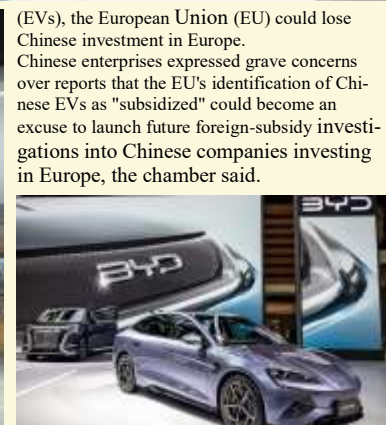 (EVs), the European Union (EU) could lose
Chinese investment in Europe.
Chinese enterprises expressed grave concerns
over reports that the EU's identification of Chi-
nese EVs as "subsidized" could become an
excuse to launch future foreign-subsidy investi-
gations into Chinese companies investing
in Europe, the chamber said.
BYD
BYD